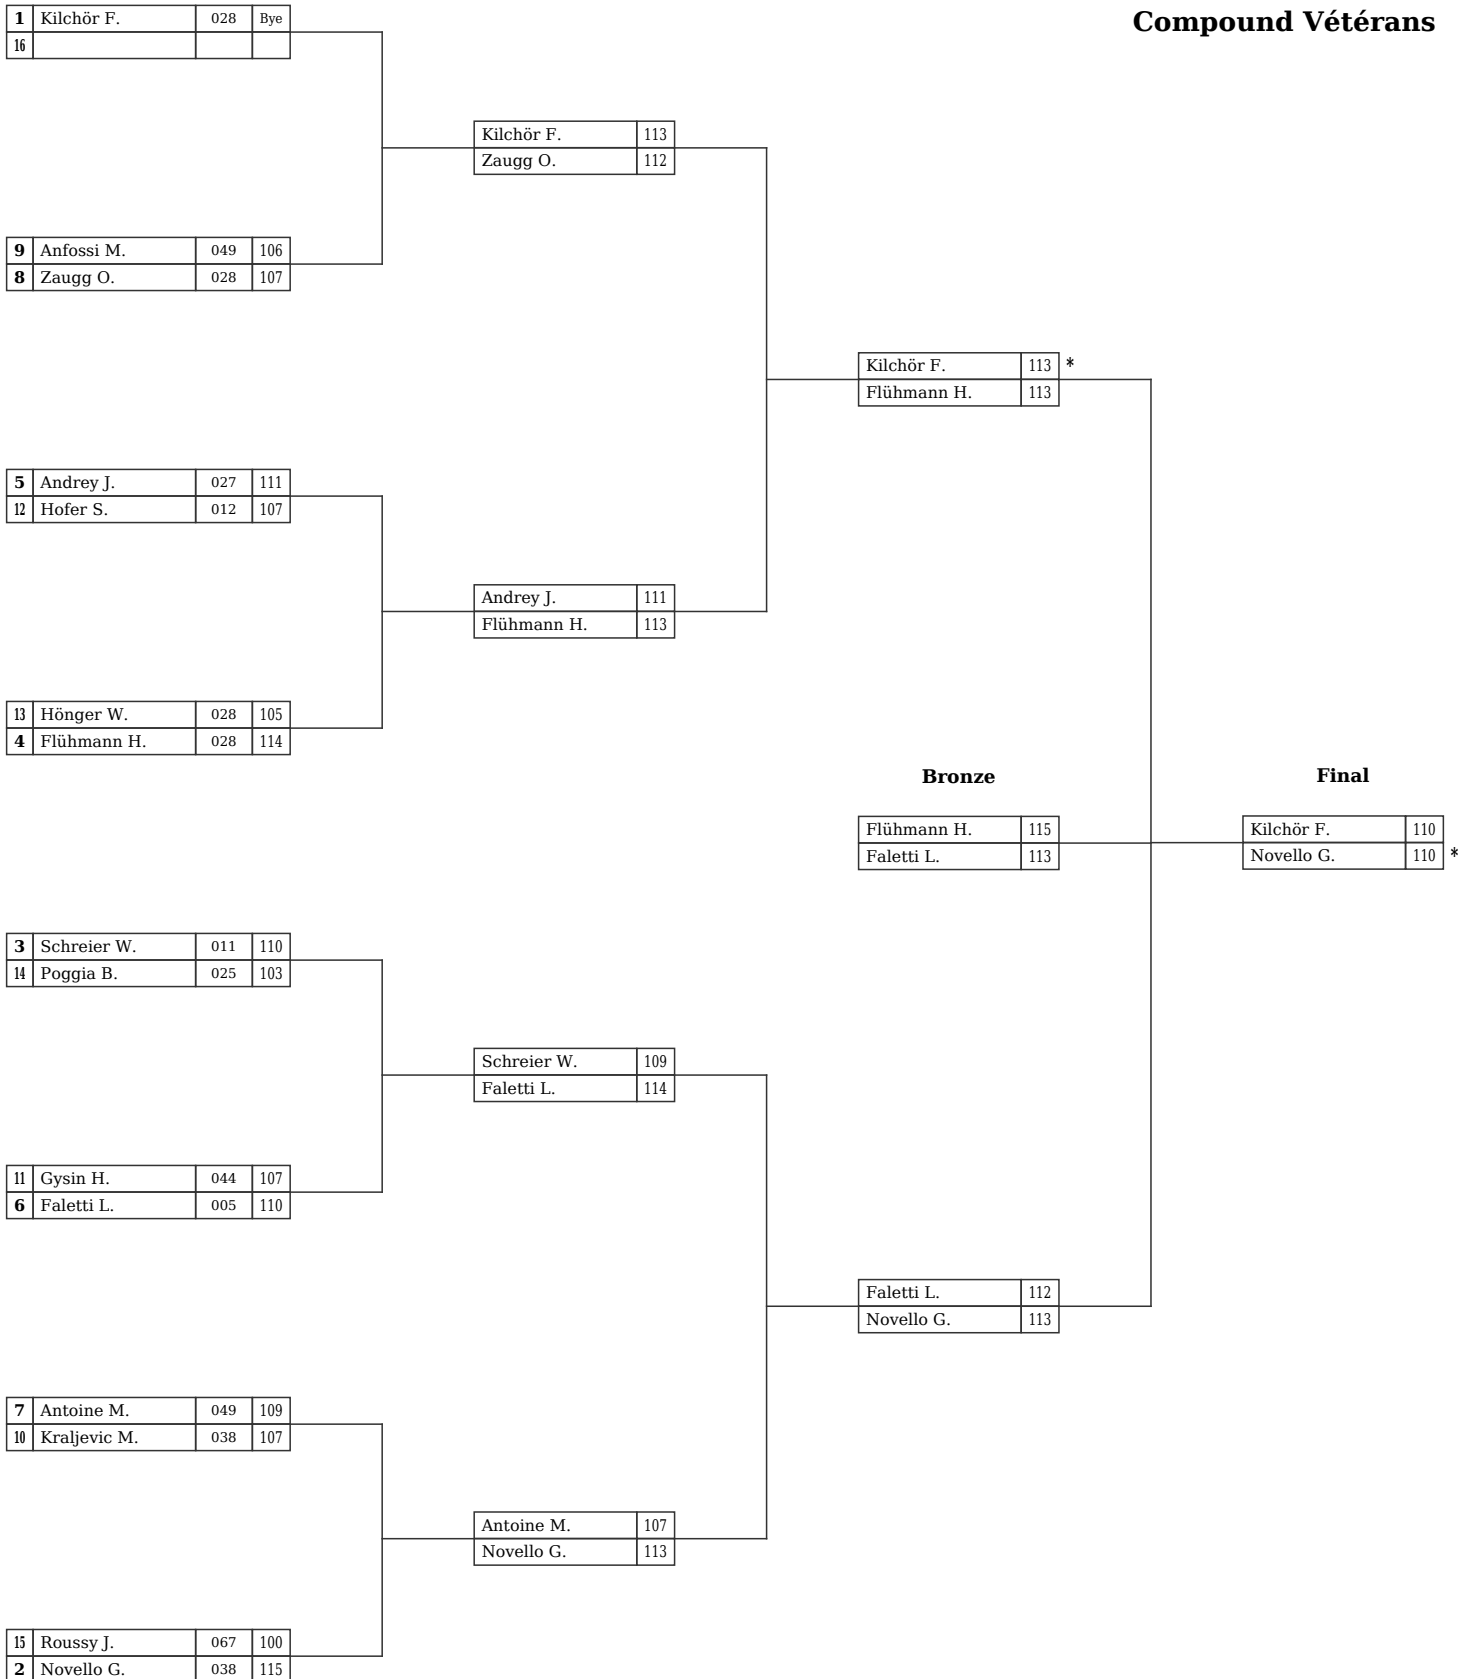 Compound Vétérans
1 Kilchör F. 028 Bye
16
Kilchör F. 113
Zaugg O. 112
9 Anfossi M. 049 106
8 Zaugg O. 028 107
Kilchör F. 113 *
Flühmann H. 113
5 Andrey J. 027 111
12 Hofer S. 012 107
Andrey J. 111
Flühmann H. 113
13 Hönger W. 028 105
4 Flühmann H. 028 114
Bronze Final
Flühmann H. 115 Kilchör F. 110
Faletti L. 113 Novello G. 110 *
3 Schreier W. 011 110
14 Poggia B. 025 103
Schreier W. 109
Faletti L. 114
11 Gysin H. 044 107
6 Faletti L. 005 110
Faletti L. 112
Novello G. 113
7 Antoine M. 049 109
10 Kraljevic M. 038 107
Antoine M. 107
Novello G. 113
15 Roussy J. 067 100
2 Novello G. 038 115